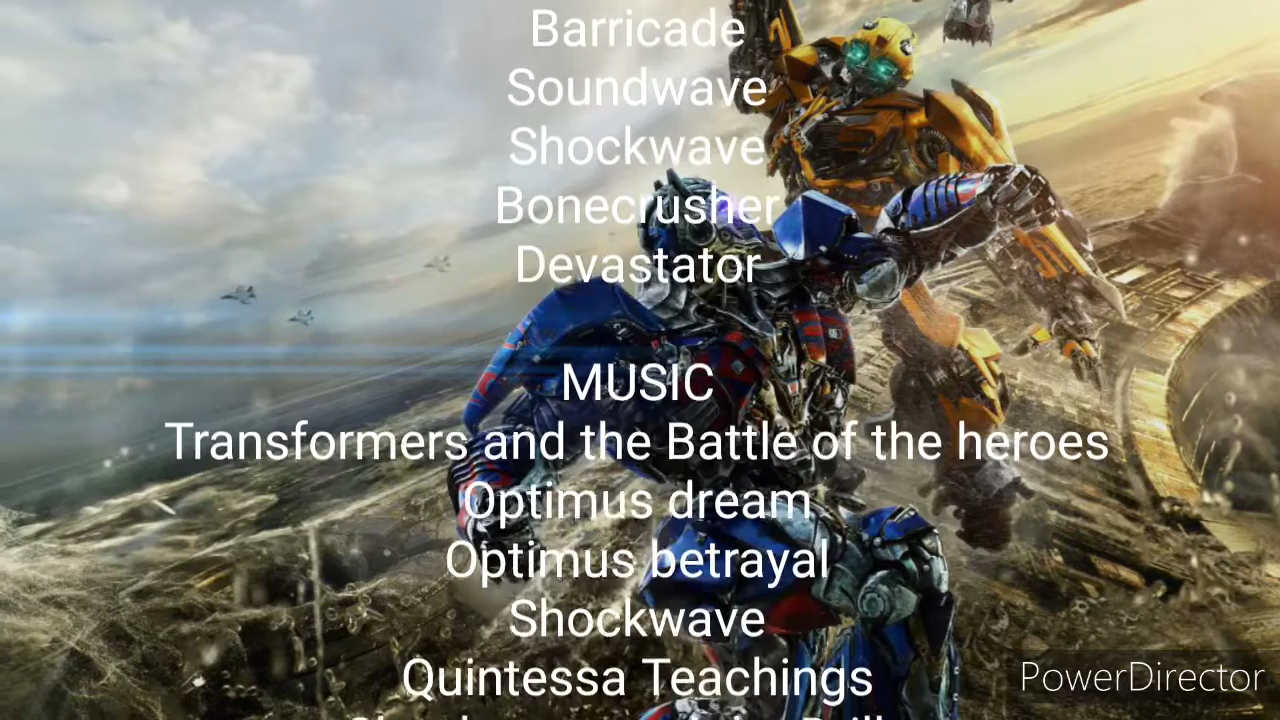 Barricade
Soundwave
Shockwave
Bonecrusher
Devastator
MUSIC
Transformers and the Battle of the heroes
Optimus dream
Optimus betrayal
Shockwave
Quintessa Teachings
PowerDirector